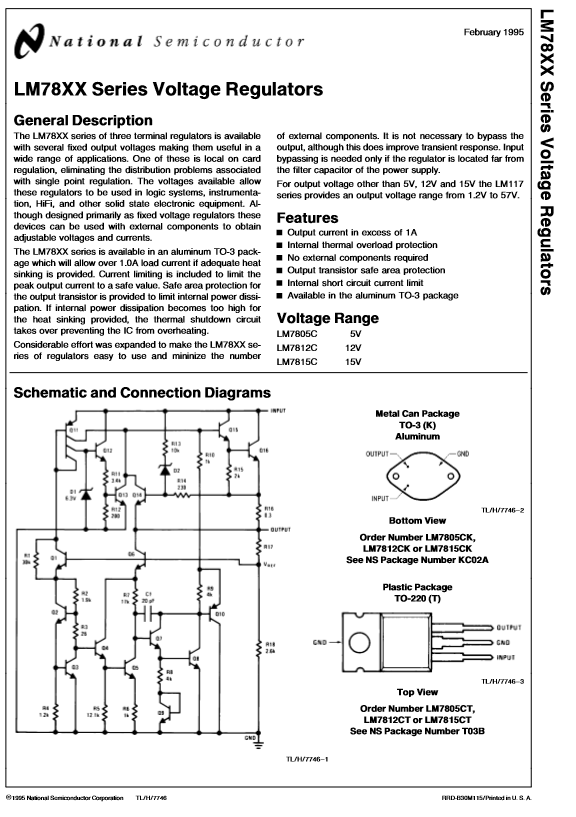 National Semiconductor
February 1995
LM78XX Series Voltage Regulators
LM78XX Series Voltage Regulators
General Description
The LM78XX series of three terminal regulators is available
with several fixed output voltages making them useful in a
wide range of applications. One of these is local on card
regulation, eliminating the distribution problems associated
with single point regulation. The voltages available allow
these regulators to be used in logic systems, instrumenta-
tion, HiFi, and other solid state electronic equipment. Al-
though designed primarily as fixed voltage regulators these
devices can be used with external components to obtain
adjustable voltages and currents.
The LM78XX series is available in an aluminum TO-3 pack-
age which will allow over 1.0A load current if adequate heat
sinking is provided. Current limiting is included to limit the
peak output current to a safe value. Safe area protection for
the output transistor is provided to limit internal power dissi-
pation. If internal power dissipation becomes too high for
the heat sinking provided, the thermal shutdown circuit
takes over preventing the IC from overheating.
Considerable effort was expanded to make the LM78XX se-
ries of regulators easy to use and mininize the number
of external components. It is not necessary to bypass the
output, although this does improve transient response. Input
bypassing is needed only if the regulator is located far from
the filter capacitor of the power supply.
For output voltage other than 5V, 12V and 15V the LM117
series provides an output voltage range from 1.2V to 57V.
Features
■ Output current in excess of 1A
■ Internal thermal overload protection
■ No external components required
■ Output transistor safe area protection
■ Internal short circuit current limit
■ Available in the aluminum TO-3 package
Voltage Range
LM7805C 5V
LM7812C 12V
LM7815C 15V
Schematic and Connection Diagrams
INPUT
Q11
Q12
R13
10k
R10
1k
Q15
Q16
D2
R11
3.4k
R15
2k
R14
230
D1
6.3V
Q13
Q14
R12
200
R16
0.3
OUTPUT
R17
R1
30k
Q1
Q6
VREF
R2
1.9k
R7
17k
C1
20 pF
R9
6k
Q10
Q2
R3
26
Q7
Q4
Q8
R18
2.6k
Q3
Q5
R8
4k
R4
1.2k
R5
12.1k
R6
1k
Q9
GND
TL/H/7746–1
Metal Can Package
TO-3 (K)
Aluminum
OUTPUT
GND
INPUT
TL/H/7746–2
Bottom View
Order Number LM7805CK,
LM7812CK or LM7815CK
See NS Package Number KC02A
Plastic Package
TO-220 (T)
OUTPUT
GND
GND
INPUT
TL/H/7746–3
Top View
Order Number LM7805CT,
LM7812CT or LM7815CT
See NS Package Number T03B
©1995 National Semiconductor Corporation TL/H/7746
RRD-B30M115/Printed in U. S. A.